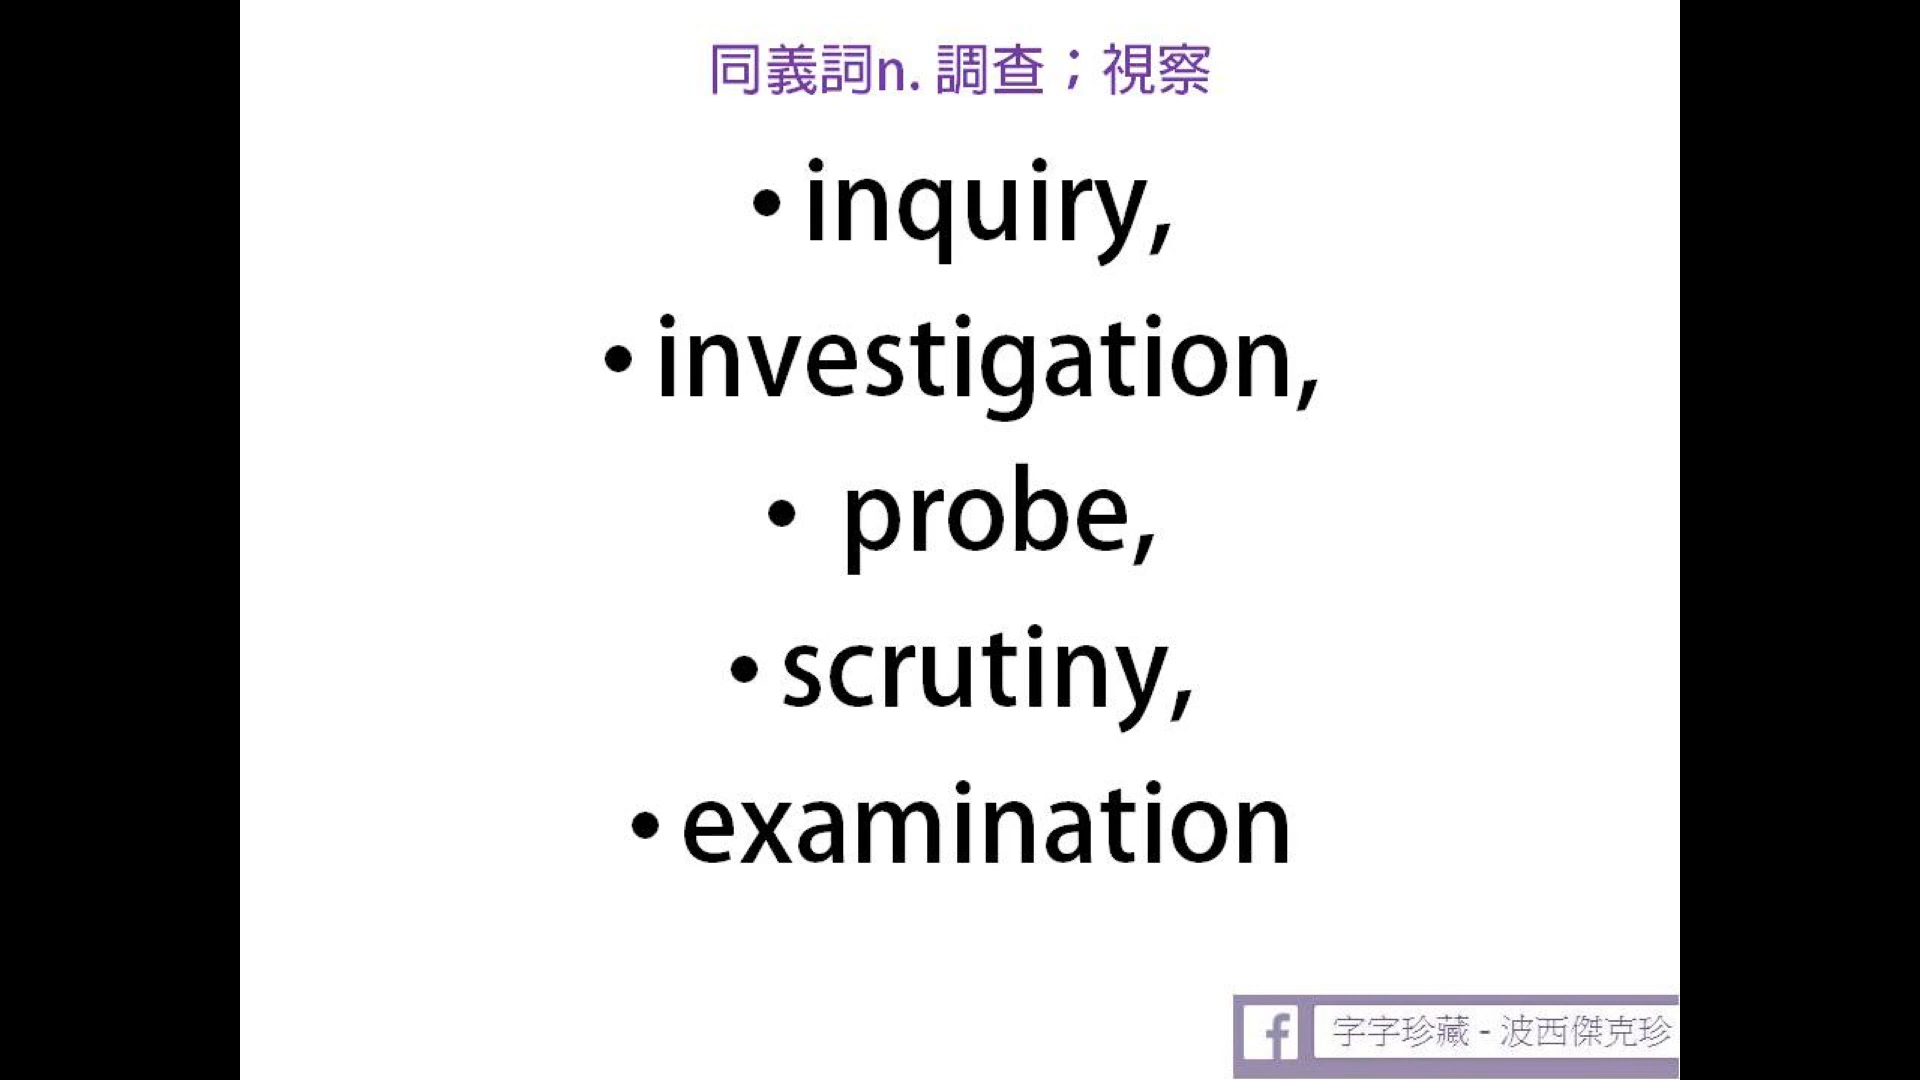 同義詞n. 調查；視察
• inquiry,
• investigation,
• probe,
• scrutiny,
• examination
字字珍藏 - 波西傑克珍